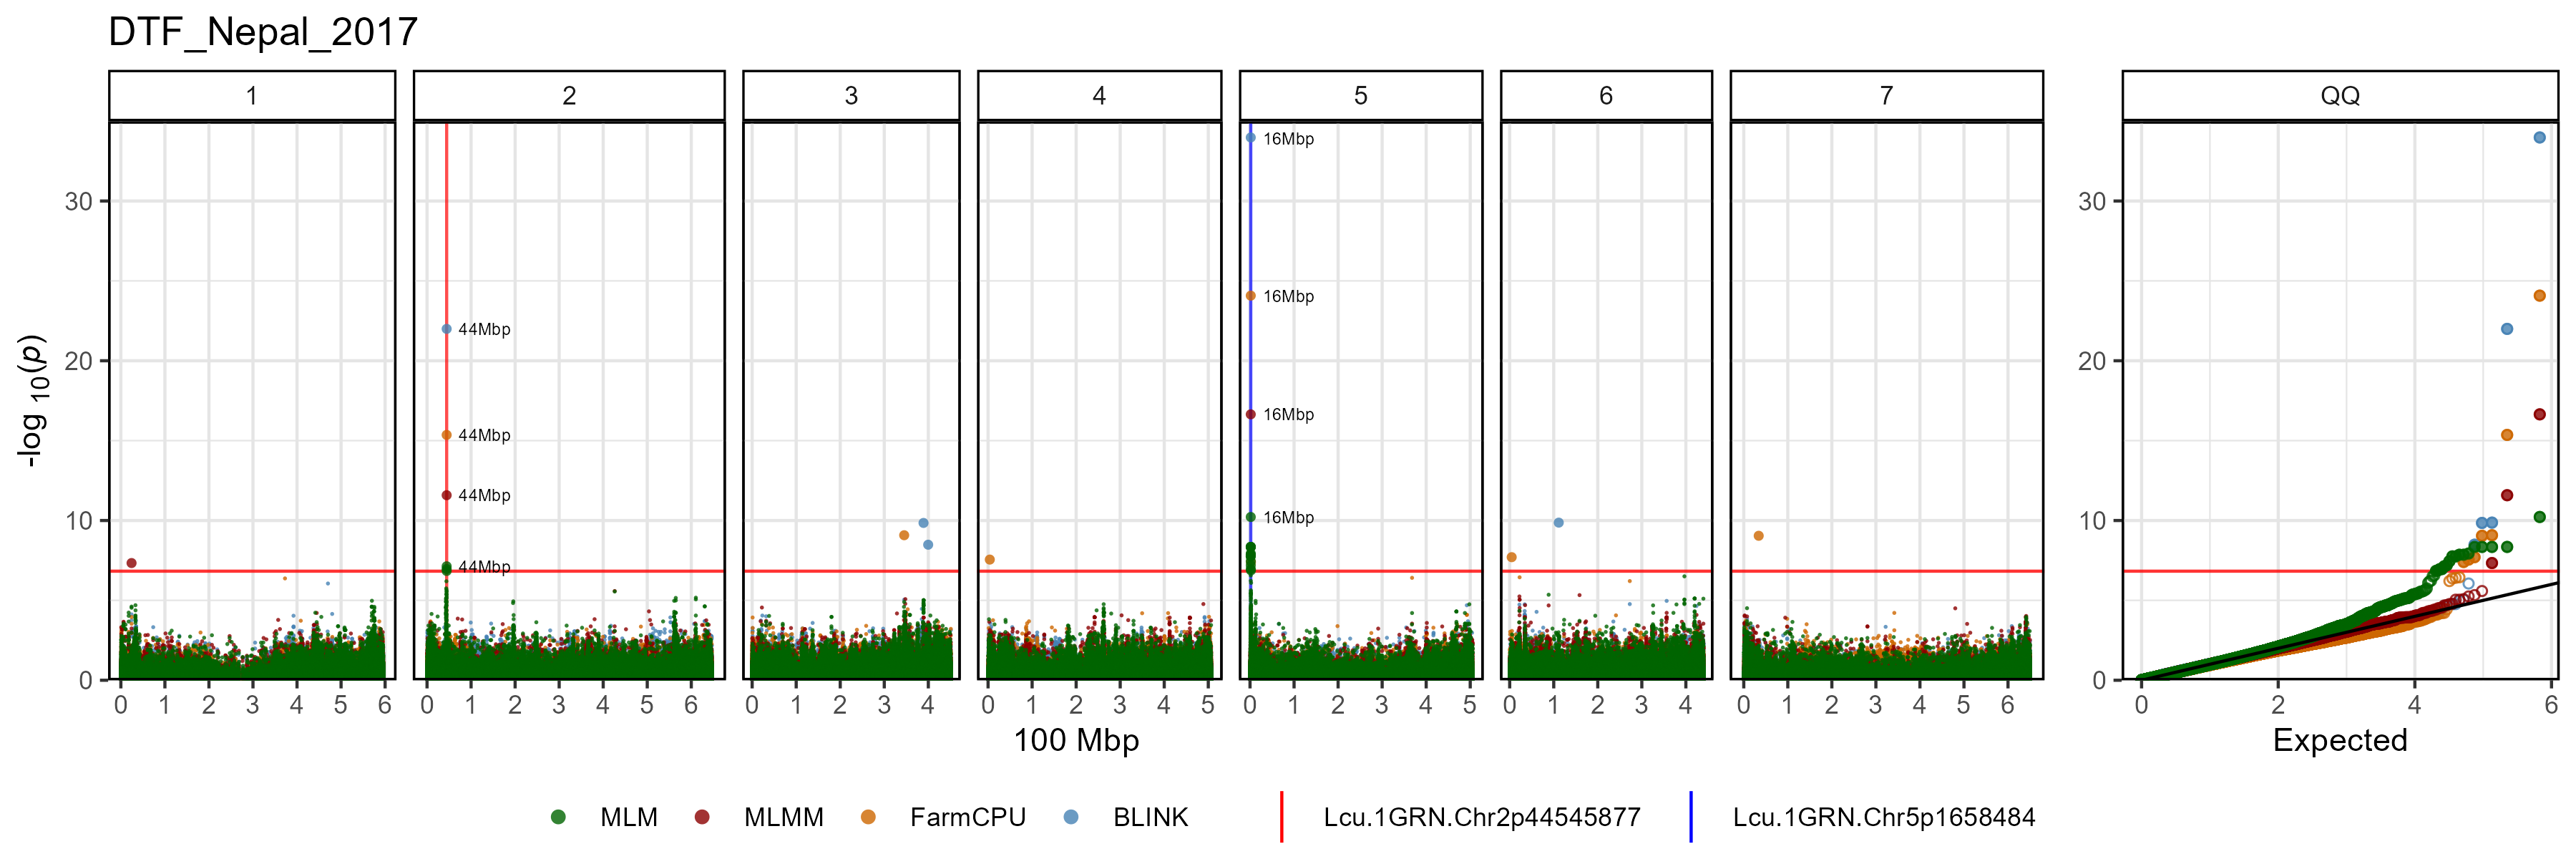 DTF_Nepal_2017
1 2 3 4 5 6 7 QQ
-log 10(p)
30
20
10
0
44Mbp
44Mbp
44Mbp
44Mbp
16Mbp
16Mbp
16Mbp
16Mbp
30
20
10
0
0 1 2 3 4 5 6
0 1 2 3 4 5 6
0 1 2 3 4
0 1 2 3 4 5
0 1 2 3 4 5
0 1 2 3 4
0 1 2 3 4 5 6
0 2 4 6
100 Mbp
Expected
MLM MLMM FarmCPU BLINK Lcu.1GRN.Chr2p44545877 Lcu.1GRN.Chr5p1658484